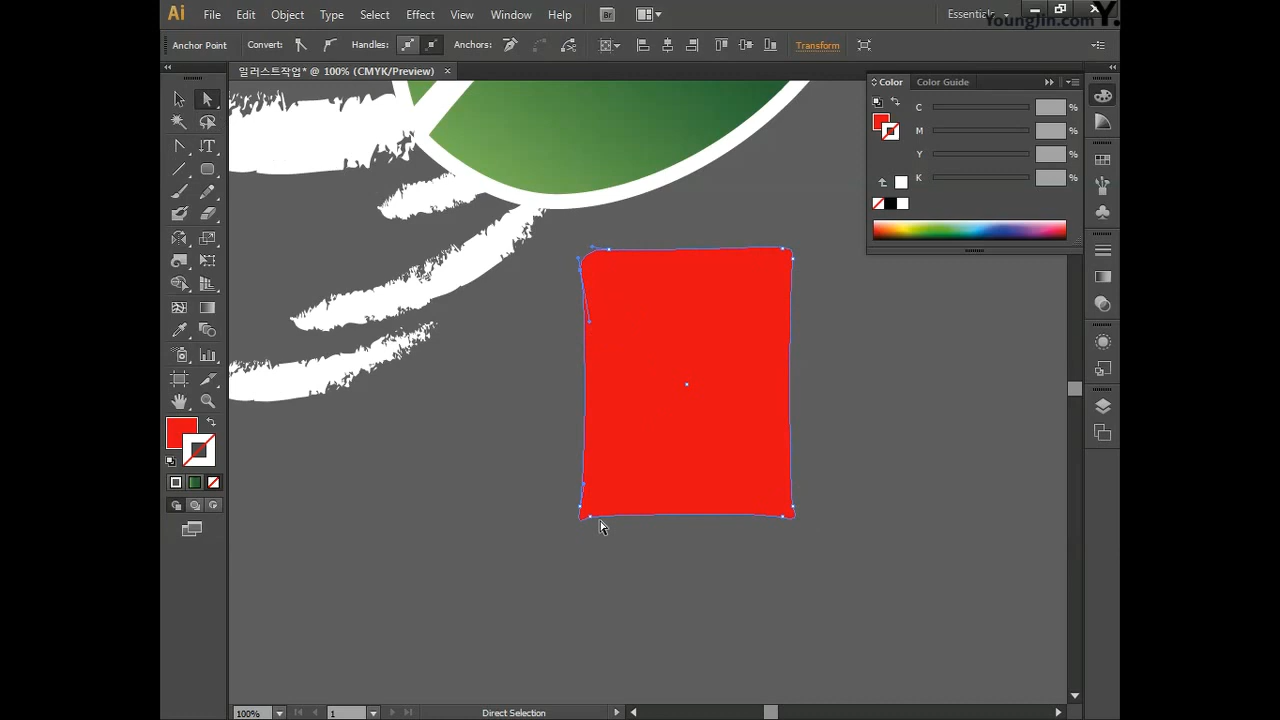 Ai File Edit Object Type Select Effect View Window Help Br Essentials
YoungJin.com Y.
Anchor Point Convert: Handles: Anchors: Transform
일러스트작업* @ 100% (CMYK/Preview) ×
Color Color Guide
C %
M %
Y %
K %
100% 1 Direct Selection